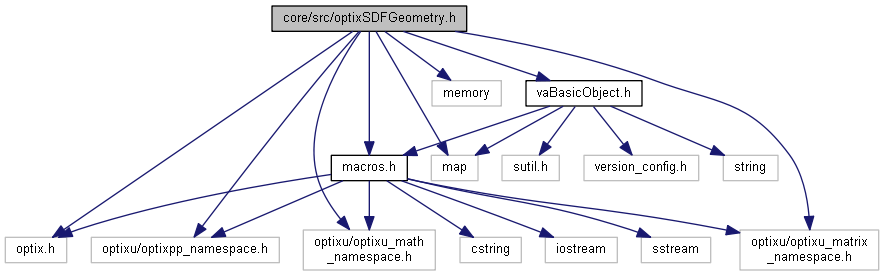 core/src/optixSDFGeometry.h
memory
vaBasicObject.h
macros.h
map
sutil.h
version_config.h
string
optix.h
optixu/optixpp_namespace.h
optixu/optixu_math
_namespace.h
cstring
iostream
sstream
optixu/optixu_matrix
_namespace.h